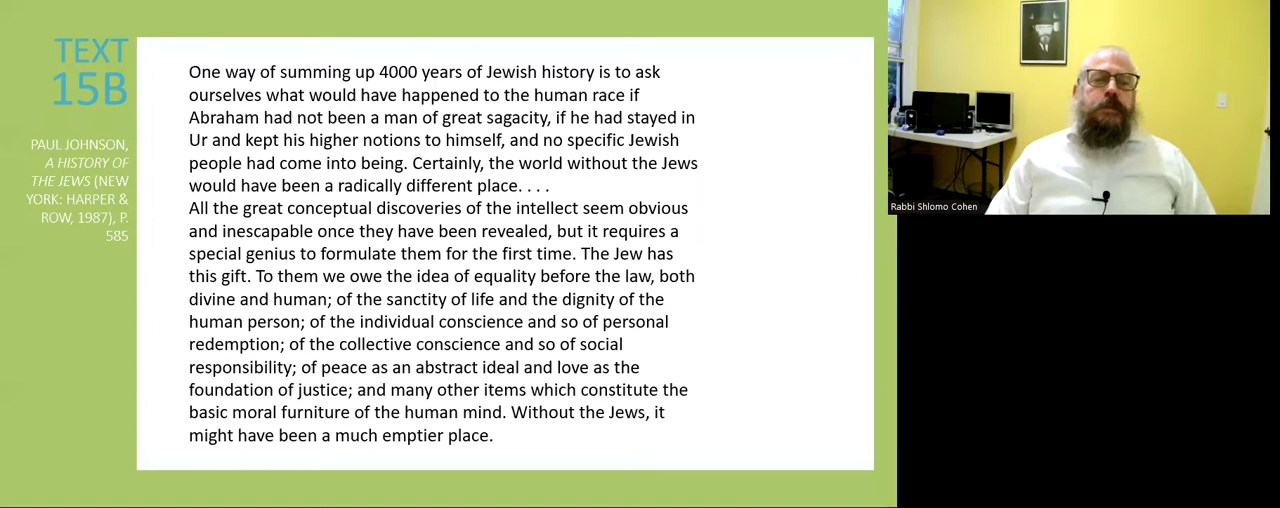 TEXT
15B
PAUL JOHNSON,
A HISTORY OF
THE JEWS (NEW
YORK: HARPER &
ROW, 1987), P.
585
One way of summing up 4000 years of Jewish history is to ask
ourselves what would have happened to the human race if
Abraham had not been a man of great sagacity, if he had stayed in
Ur and kept his higher notions to himself, and no specific Jewish
people had come into being. Certainly, the world without the Jews
would have been a radically different place. . . .
All the great conceptual discoveries of the intellect seem obvious
and inescapable once they have been revealed, but it requires a
special genius to formulate them for the first time. The Jew has
this gift. To them we owe the idea of equality before the law, both
divine and human; of the sanctity of life and the dignity of the
human person; of the individual conscience and so of personal
redemption; of the collective conscience and so of social
responsibility; of peace as an abstract ideal and love as the
foundation of justice; and many other items which constitute the
basic moral furniture of the human mind. Without the Jews, it
might have been a much emptier place.
Rabbi Shlomo Cohen